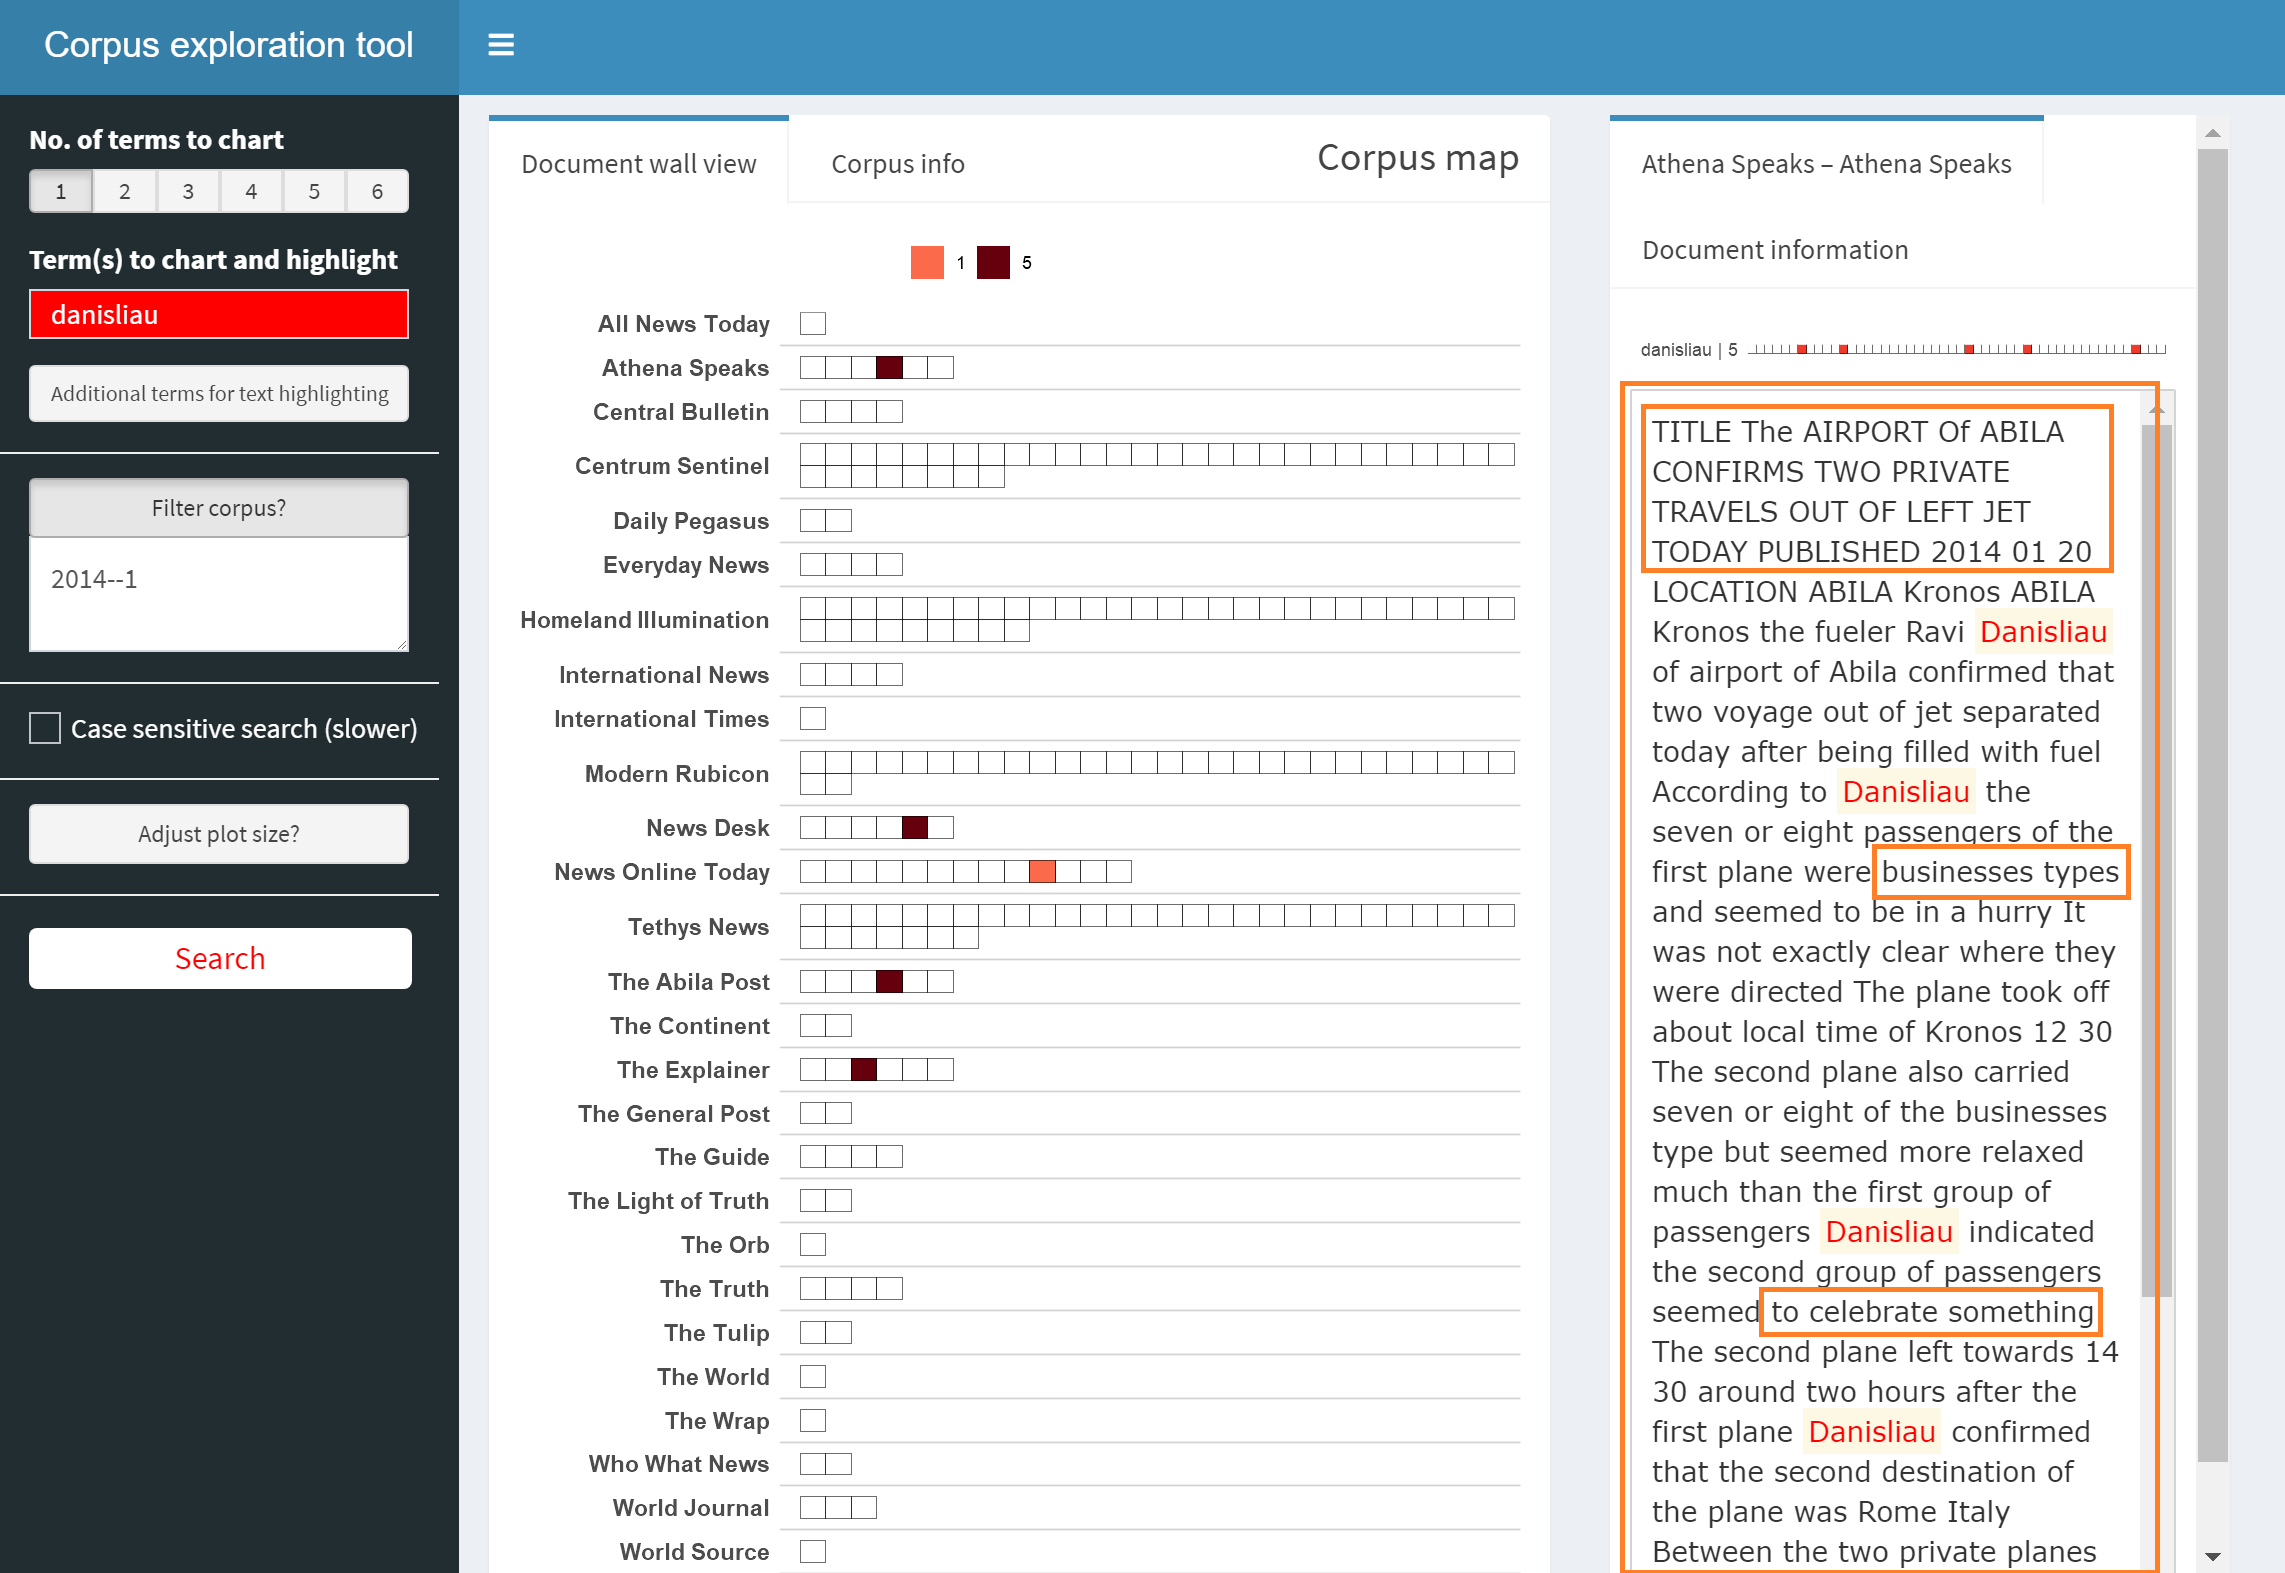 Corpus exploration tool
No. of terms to chart
1 2 3 4 5 6
Term(s) to chart and highlight
danisliau
Additional terms for text highlighting
Filter corpus?
2014--1
Case sensitive search (slower)
Adjust plot size?
Search
Document wall view
Corpus info
Corpus map
1 5
All News Today
Athena Speaks
Central Bulletin
Centrum Sentinel
Daily Pegasus
Everyday News
Homeland Illumination
International News
International Times
Modern Rubicon
News Desk
News Online Today
Tethys News
The Abila Post
The Continent
The Explainer
The General Post
The Guide
The Light of Truth
The Orb
The Truth
The Tulip
The World
The Wrap
Who What News
World Journal
World Source
Athena Speaks – Athena Speaks
Document information
danisliau | 5
TITLE The AIRPORT Of ABILA
CONFIRMS TWO PRIVATE
TRAVELS OUT OF LEFT JET
TODAY PUBLISHED 2014 01 20
LOCATION ABILA Kronos ABILA
Kronos the fueler Ravi Danisliau
of airport of Abila confirmed that
two voyage out of jet separated
today after being filled with fuel
According to Danisliau the
seven or eight passengers of the
first plane were businesses types
and seemed to be in a hurry It
was not exactly clear where they
were directed The plane took off
about local time of Kronos 12 30
The second plane also carried
seven or eight of the businesses
type but seemed more relaxed
much than the first group of
passengers Danisliau indicated
the second group of passengers
seemed to celebrate something
The second plane left towards 14
30 around two hours after the
first plane Danisliau confirmed
that the second destination of
the plane was Rome Italy
Between the two private planes